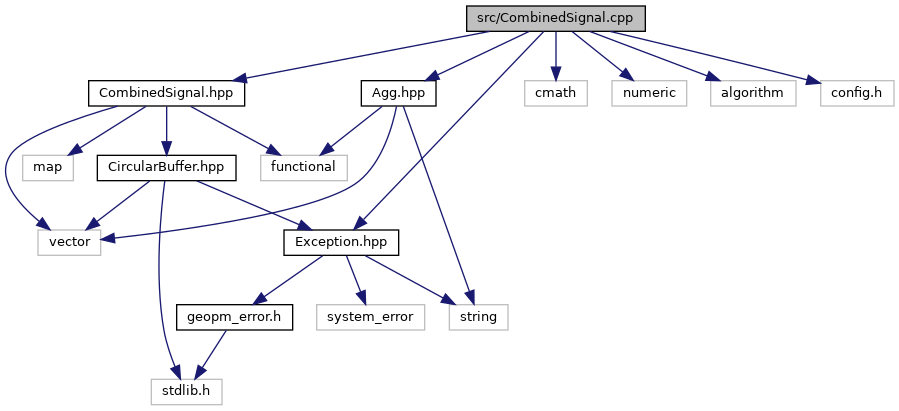 src/CombinedSignal.cpp
CombinedSignal.hpp
Agg.hpp
cmath
numeric
algorithm
config.h
map
CircularBuffer.hpp
functional
vector
Exception.hpp
geopm_error.h
system_error
string
stdlib.h